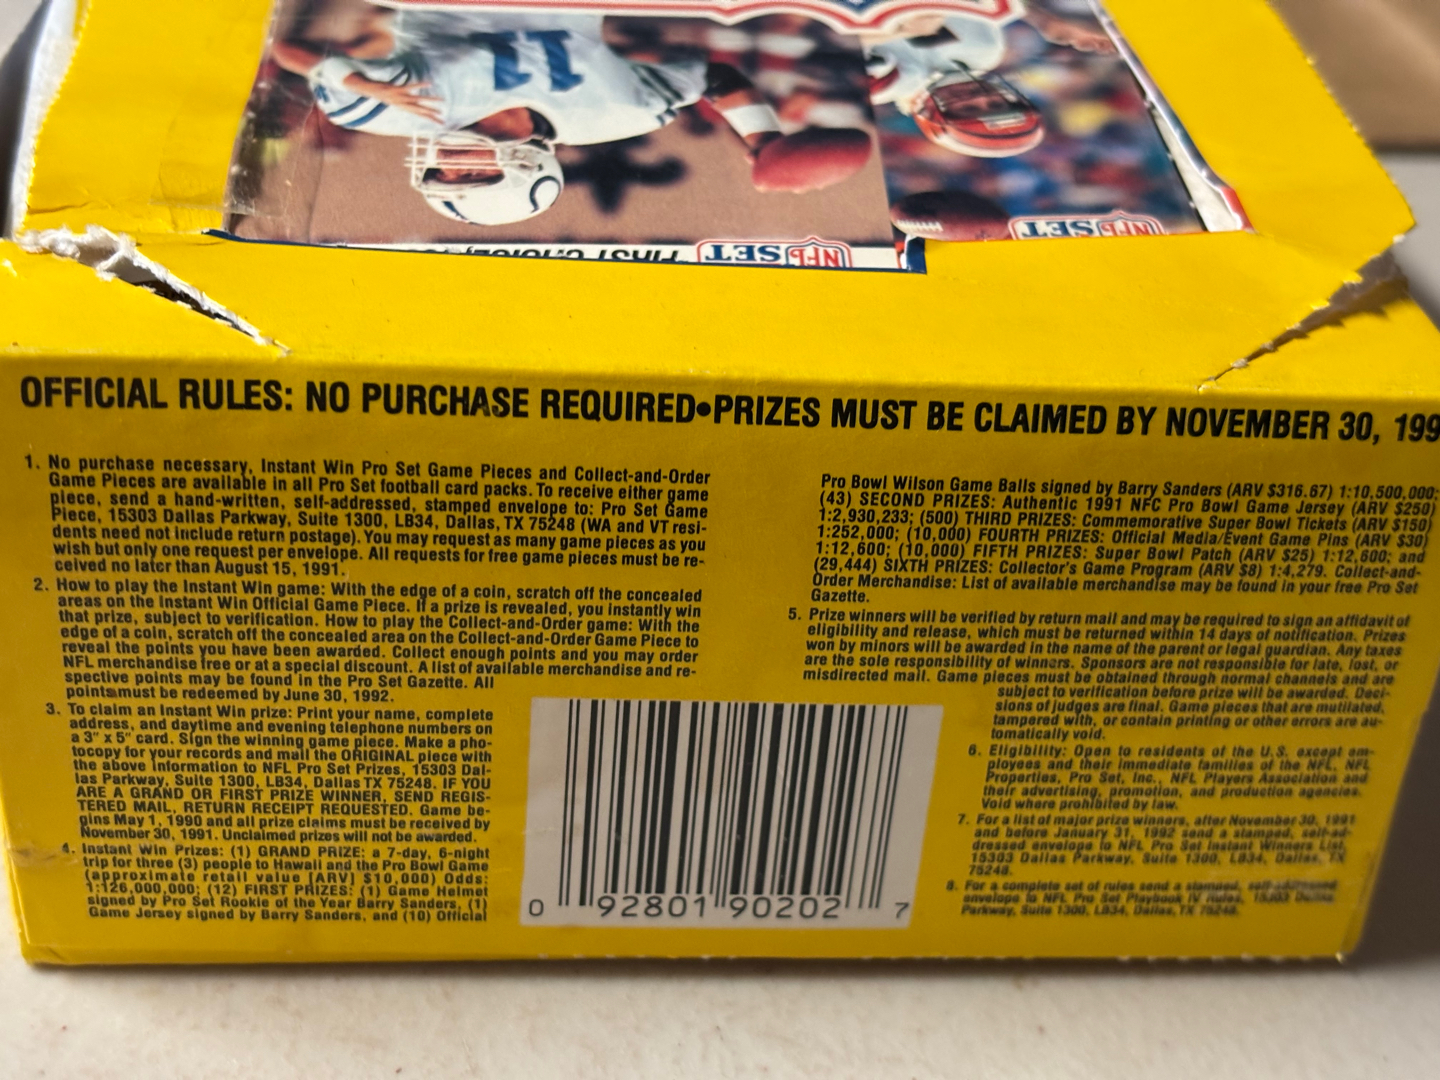 11
FIRST CHOICE,
NFL SET
NFL SET
OFFICIAL RULES: NO PURCHASE REQUIRED•PRIZES MUST BE CLAIMED BY NOVEMBER 30, 199
1. No purchase necessary, Instant Win Pro Set Game Pieces and Collect-and-Order
Game Pieces are available in all Pro Set football card packs. To receive either game
piece, send a hand-written, self-addressed, stamped envelope to: Pro Set Game
Piece, 15303 Dallas Parkway, Suite 1300, LB34, Dallas, TX 75248 (WA and VT resi-
dents need not include return postage). You may request as many game pieces as you
wish but only one request per envelope. All requests for free game pieces must be re-
ceived no later than August 15, 1991.
2. How to play the Instant Win game: With the edge of a coin, scratch off the concealed
areas on the Instant Win Official Game Piece. If a prize is revealed, you instantly win
that prize, subject to verification. How to play the Collect-and-Order game: With the
edge of a coin, scratch off the concealed area on the Collect-and-Order Game Piece to
reveal the points you have been awarded. Collect enough points and you may order
NFL merchandise free or at a special discount. A list of available merchandise and re-
spective points may be found in the Pro Set Gazette. All
points must be redeemed by June 30, 1992.
3. To claim an Instant Win prize: Print your name, complete
address, and daytime and evening telephone numbers on
a 3" x 5" card. Sign the winning game piece. Make a pho-
tocopy for your records and mail the ORIGINAL piece with
the above information to NFL Pro Set Prizes, 15303 Dal-
las Parkway, Suite 1300, LB34, Dallas TX 75248. IF YOU
ARE A GRAND OR FIRST PRIZE WINNER, SEND REGIS-
TERED MAIL, RETURN RECEIPT REQUESTED. Game be-
gins May 1, 1990 and all prize claims must be received by
November 30, 1991. Unclaimed prizes will not be awarded.
4. Instant Win Prizes: (1) GRAND PRIZE: a 7-day, 6-night
trip for three (3) people to Hawaii and the Pro Bowl Game
(approximate retail value [ARV] $10,000) Odds:
1:126,000,000; (12) FIRST PRIZES: (1) Game Helmet
signed by Pro Set Rookie of the Year Barry Sanders, (1)
Game Jersey signed by Barry Sanders, and (10) Official
Pro Bowl Wilson Game Balls signed by Barry Sanders (ARV $316.67) 1:10,500,000;
(43) SECOND PRIZES: Authentic 1991 NFC Pro Bowl Game Jersey (ARV $250)
1:2,930,233; (500) THIRD PRIZES: Commemorative Super Bowl Tickets (ARV $150)
1:252,000; (10,000) FOURTH PRIZES: Official Media/Event Game Pins (ARV $30)
1:12,600; (10,000) FIFTH PRIZES: Super Bowl Patch (ARV $25) 1:12,600; and
(29,444) SIXTH PRIZES: Collector's Game Program (ARV $8) 1:4,279. Collect-and-
Order Merchandise: List of available merchandise may be found in your free Pro Set
Gazette.
5. Prize winners will be verified by return mail and may be required to sign an affidavit of
eligibility and release, which must be returned within 14 days of notification. Prizes
won by minors will be awarded in the name of the parent or legal guardian. Any taxes
are the sole responsibility of winners. Sponsors are not responsible for late, lost, or
misdirected mail. Game pieces must be obtained through normal channels and are
subject to verification before prize will be awarded. Deci-
sions of judges are final. Game pieces that are mutilated,
tampered with, or contain printing or other errors are au-
tomatically void.
6. Eligibility: Open to residents of the U.S. except em-
ployees and their immediate families of the NFL, NFL
Properties, Pro Set, Inc., NFL Players Association and
their advertising, promotion, and production agencies.
Void where prohibited by law.
7. For a list of major prize winners, after November 30, 1991
and before January 31, 1992 send a stamped, self-ad-
dressed envelope to NFL Pro Set Instant Winners List,
15303 Dallas Parkway, Suite 1300, LB34, Dallas, TX
75248.
8. For a complete set of rules send a stamped, self-addressed
envelope to NFL Pro Set Playbook IV Rules, 15303 Dallas
Parkway, Suite 1300, LB34, Dallas, TX 75248.
0 92801 90202 7